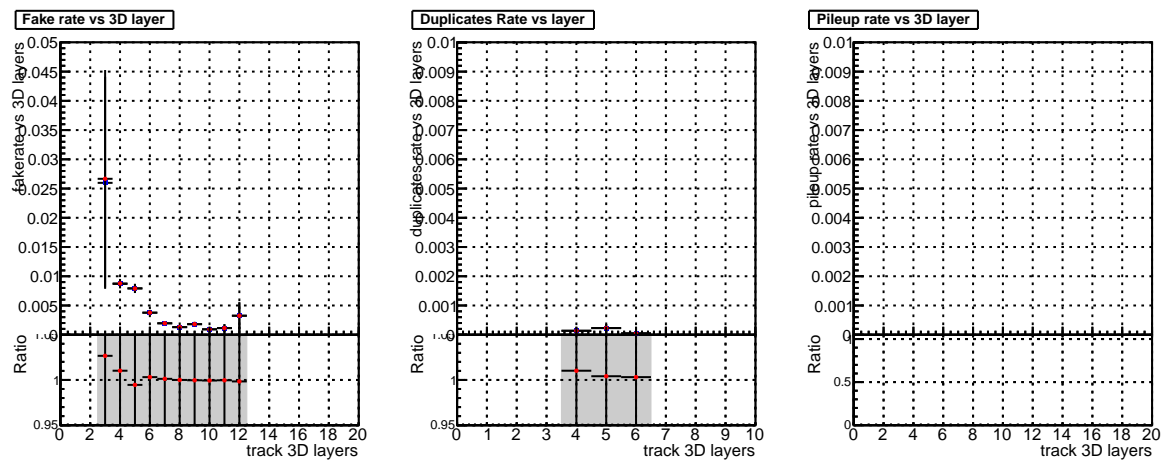 Fake rate vs 3D layer
fakerate vs 3D layers
0.05
0.045
0.04
0.035
0.03
0.025
0.02
0.015
0.01
0.005
0
Ratio
1
0.95
0 2 4 6 8 10 12 14 16 18 20
track 3D layers
Duplicates Rate vs layer
duplicates rate vs 3D layers
0.01
0.009
0.008
0.007
0.006
0.005
0.004
0.003
0.002
0.001
0
Ratio
1
0.95
0 1 2 3 4 5 6 7 8 9 10
track 3D layers
Pileup rate vs 3D layer
pileup rate vs 3D layers
0.01
0.009
0.008
0.007
0.006
0.005
0.004
0.003
0.002
0.001
0
Ratio
1
0.5
0
0 2 4 6 8 10 12 14 16 18 20
track 3D layers